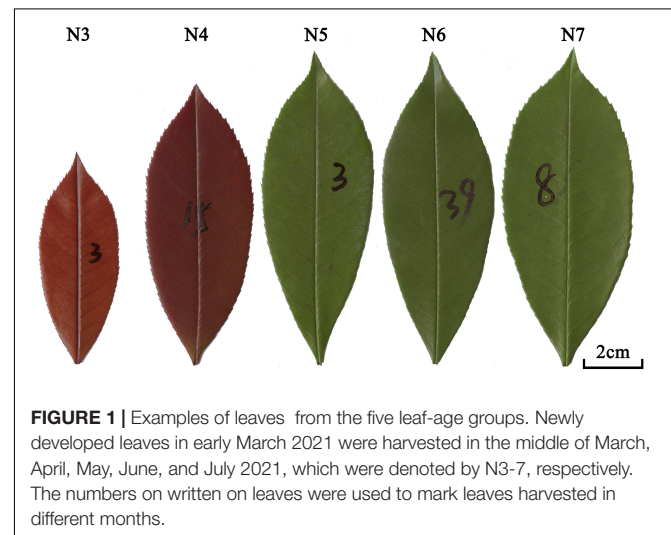 N3 N4 N5 N6 N7
3 15 3 39 8
2cm
FIGURE 1 | Examples of leaves from the five leaf-age groups. Newly
developed leaves in early March 2021 were harvested in the middle of March,
April, May, June, and July 2021, which were denoted by N3-7, respectively.
The numbers on written on leaves were used to mark leaves harvested in
different months.